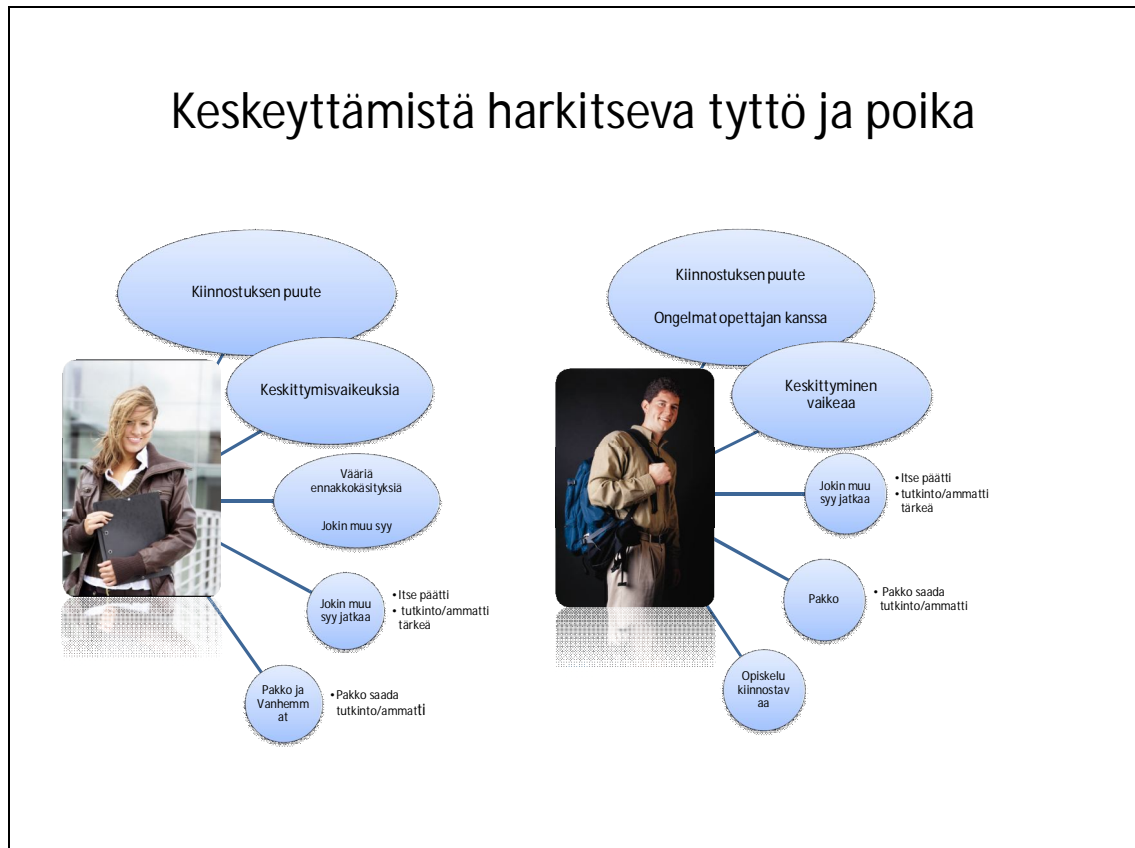 Keskeyttämistä harkitseva tyttö ja poika
Kiinnostuksen puute
Keskittymisvaikeuksia
Vääriä
ennakkokäsityksiä
Jokin muu syy
Jokin muu
syy jatkaa
• Itse päätti
• tutkinto/ammatti
tärkeä
Pakko ja
Vanhemm
at
• Pakko saada
tutkinto/ammatti
Kiinnostuksen puute
Ongelmat opettajan kanssa
Keskittyminen
vaikeaa
Jokin muu
syy jatkaa
• Itse päätti
• tutkinto/ammatti
tärkeä
Pakko
• Pakko saada
tutkinto/ammatti
Opiskelu
kiinnostav
aa